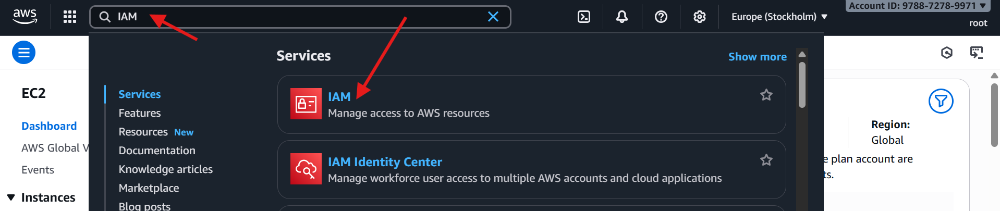 aws
IAM
Europe (Stockholm)
Account ID: 9788-7278-9971
root
EC2
Dashboard
AWS Global V
Events
Instances
Services
Features
Resources New
Documentation
Knowledge articles
Marketplace
Blog posts
Services
Show more
IAM
Manage access to AWS resources
IAM Identity Center
Manage workforce user access to multiple AWS accounts and cloud applications
Region:
Global
e plan account are
ts.